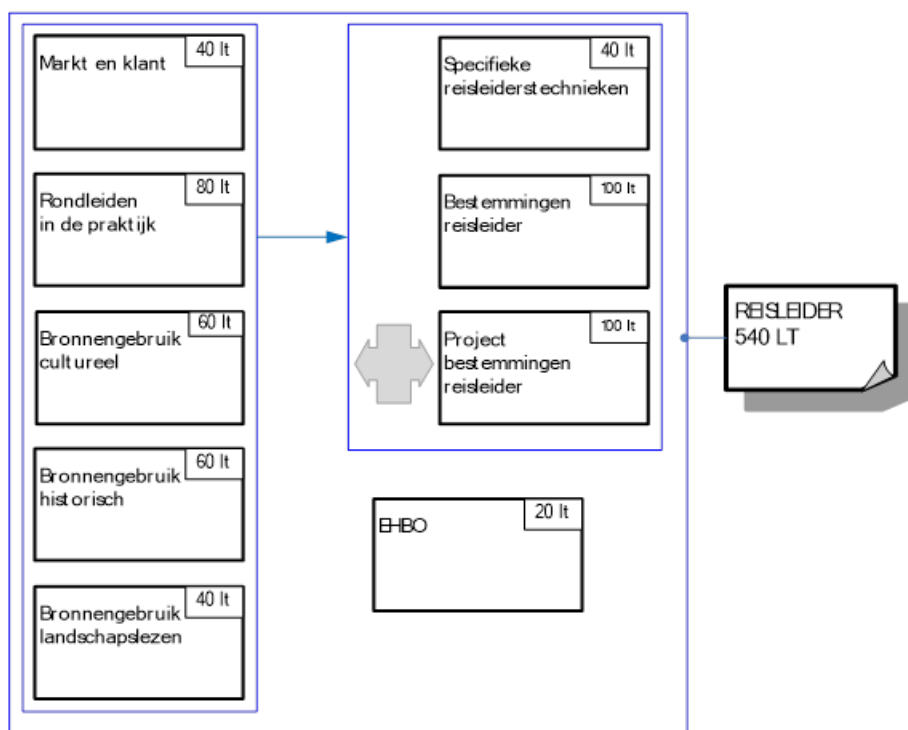 40 lt
Markt en klant
80 lt
Rondleiden
in de praktijk
60 lt
Bronnengebruik
cultureel
60 lt
Bronnengebruik
historisch
40 lt
Bronnengebruik
landschapslezen
40 lt
Specifieke
reisleiderstechnieken
100 lt
Bestemmingen
reisleider
100 lt
Project
bestemmingen
reisleider
20 lt
EHBO
REISLEIDER
540 LT